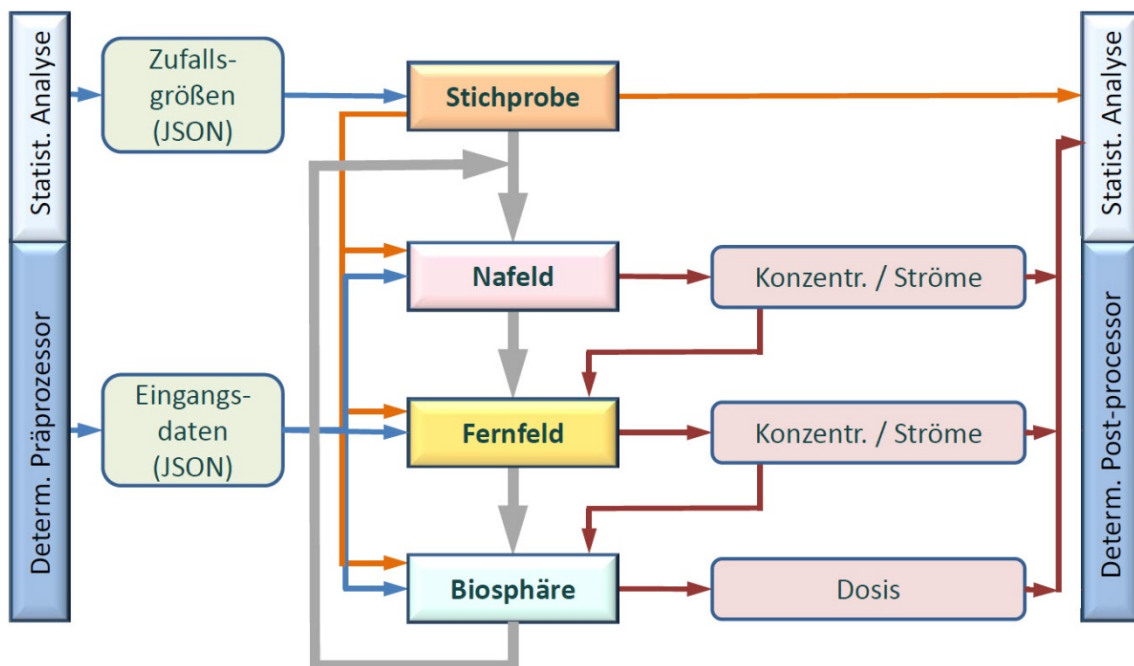 Statist. Analyse
Determ. Präprozessor
Zufalls-
größen
(JSON)
Eingangs-
daten
(JSON)
Stichprobe
Nafeld
Konzentr. / Ströme
Fernfeld
Konzentr. / Ströme
Biosphäre
Dosis
Statist. Analyse
Determ. Post-processor